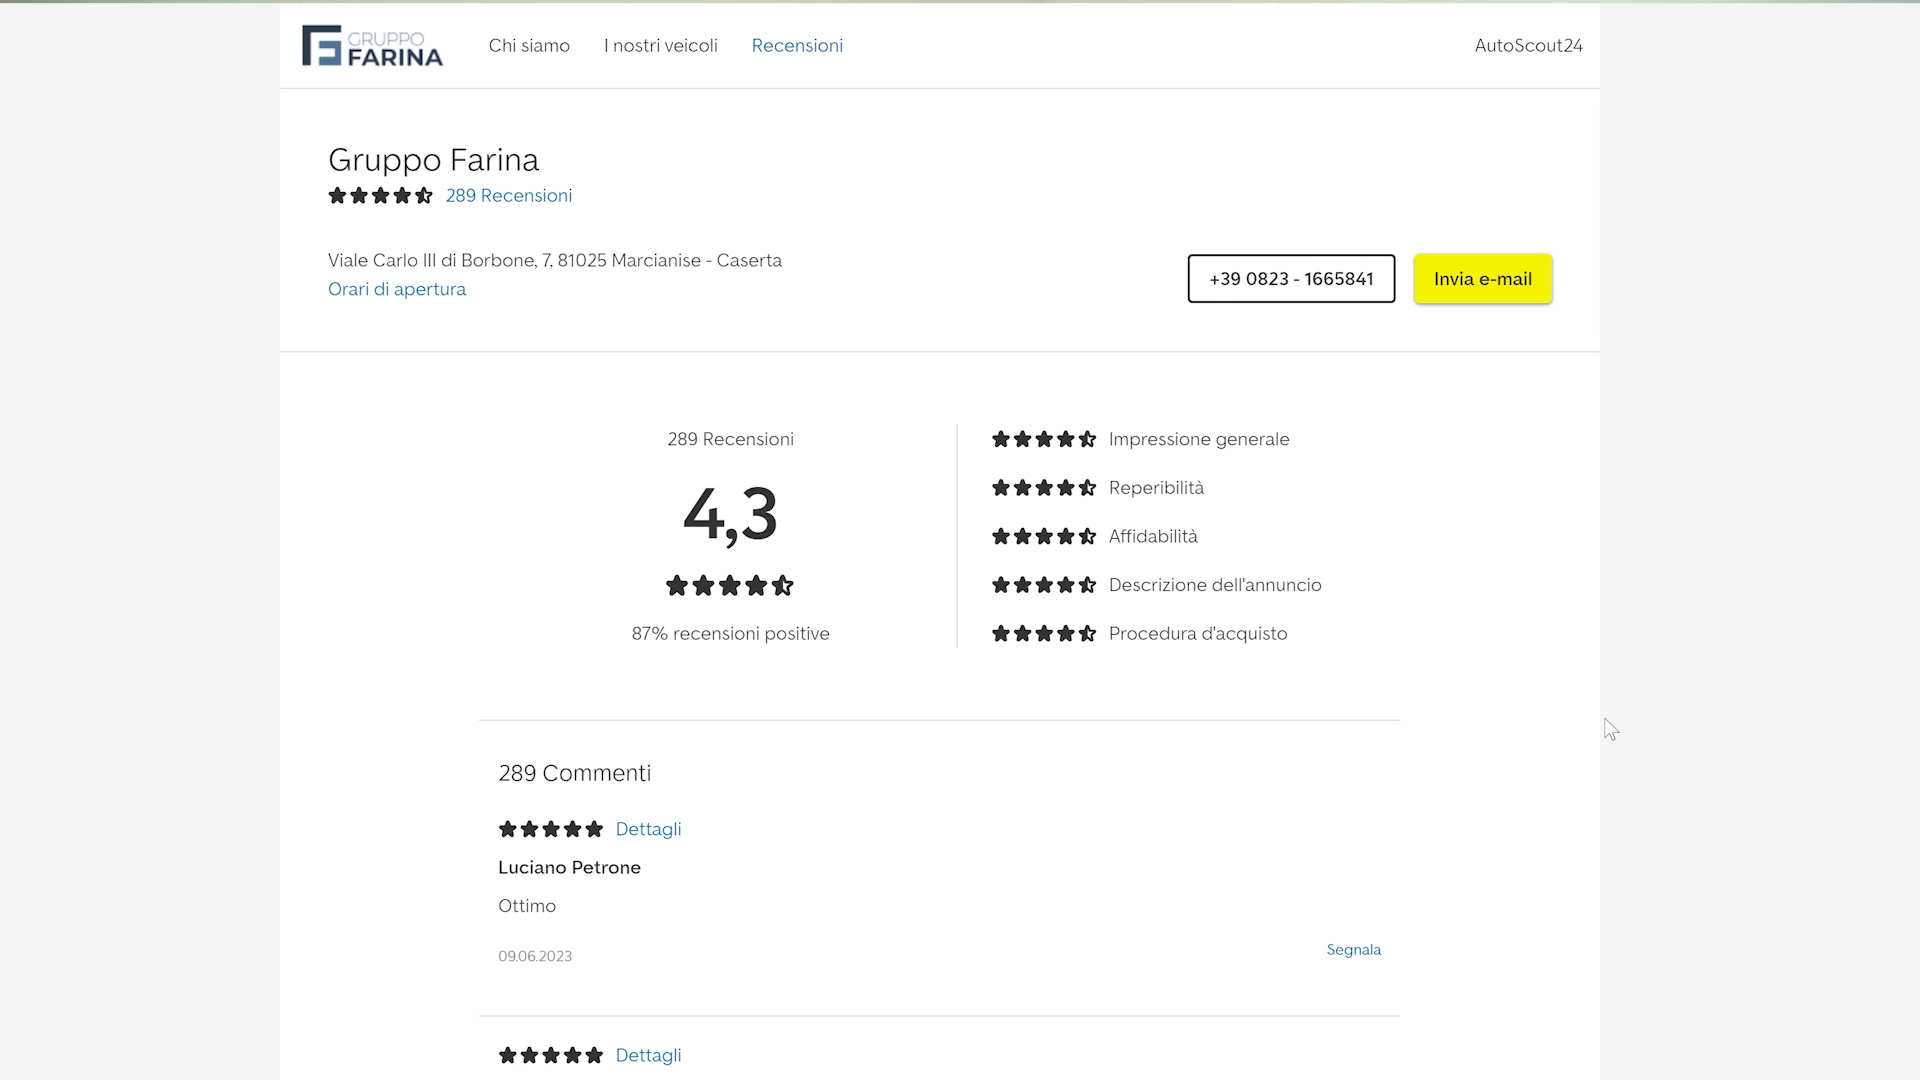 GRUPPO
FARINA
Chi siamo
I nostri veicoli
Recensioni
AutoScout24
Gruppo Farina
289 Recensioni
Viale Carlo III di Borbone, 7, 81025 Marcianise - Caserta
Orari di apertura
+39 0823 - 1665841
Invia e-mail
289 Recensioni
4,3
87% recensioni positive
Impressione generale
Reperibilità
Affidabilità
Descrizione dell'annuncio
Procedura d'acquisto
289 Commenti
Dettagli
Luciano Petrone
Ottimo
09.06.2023
Segnala
Dettagli